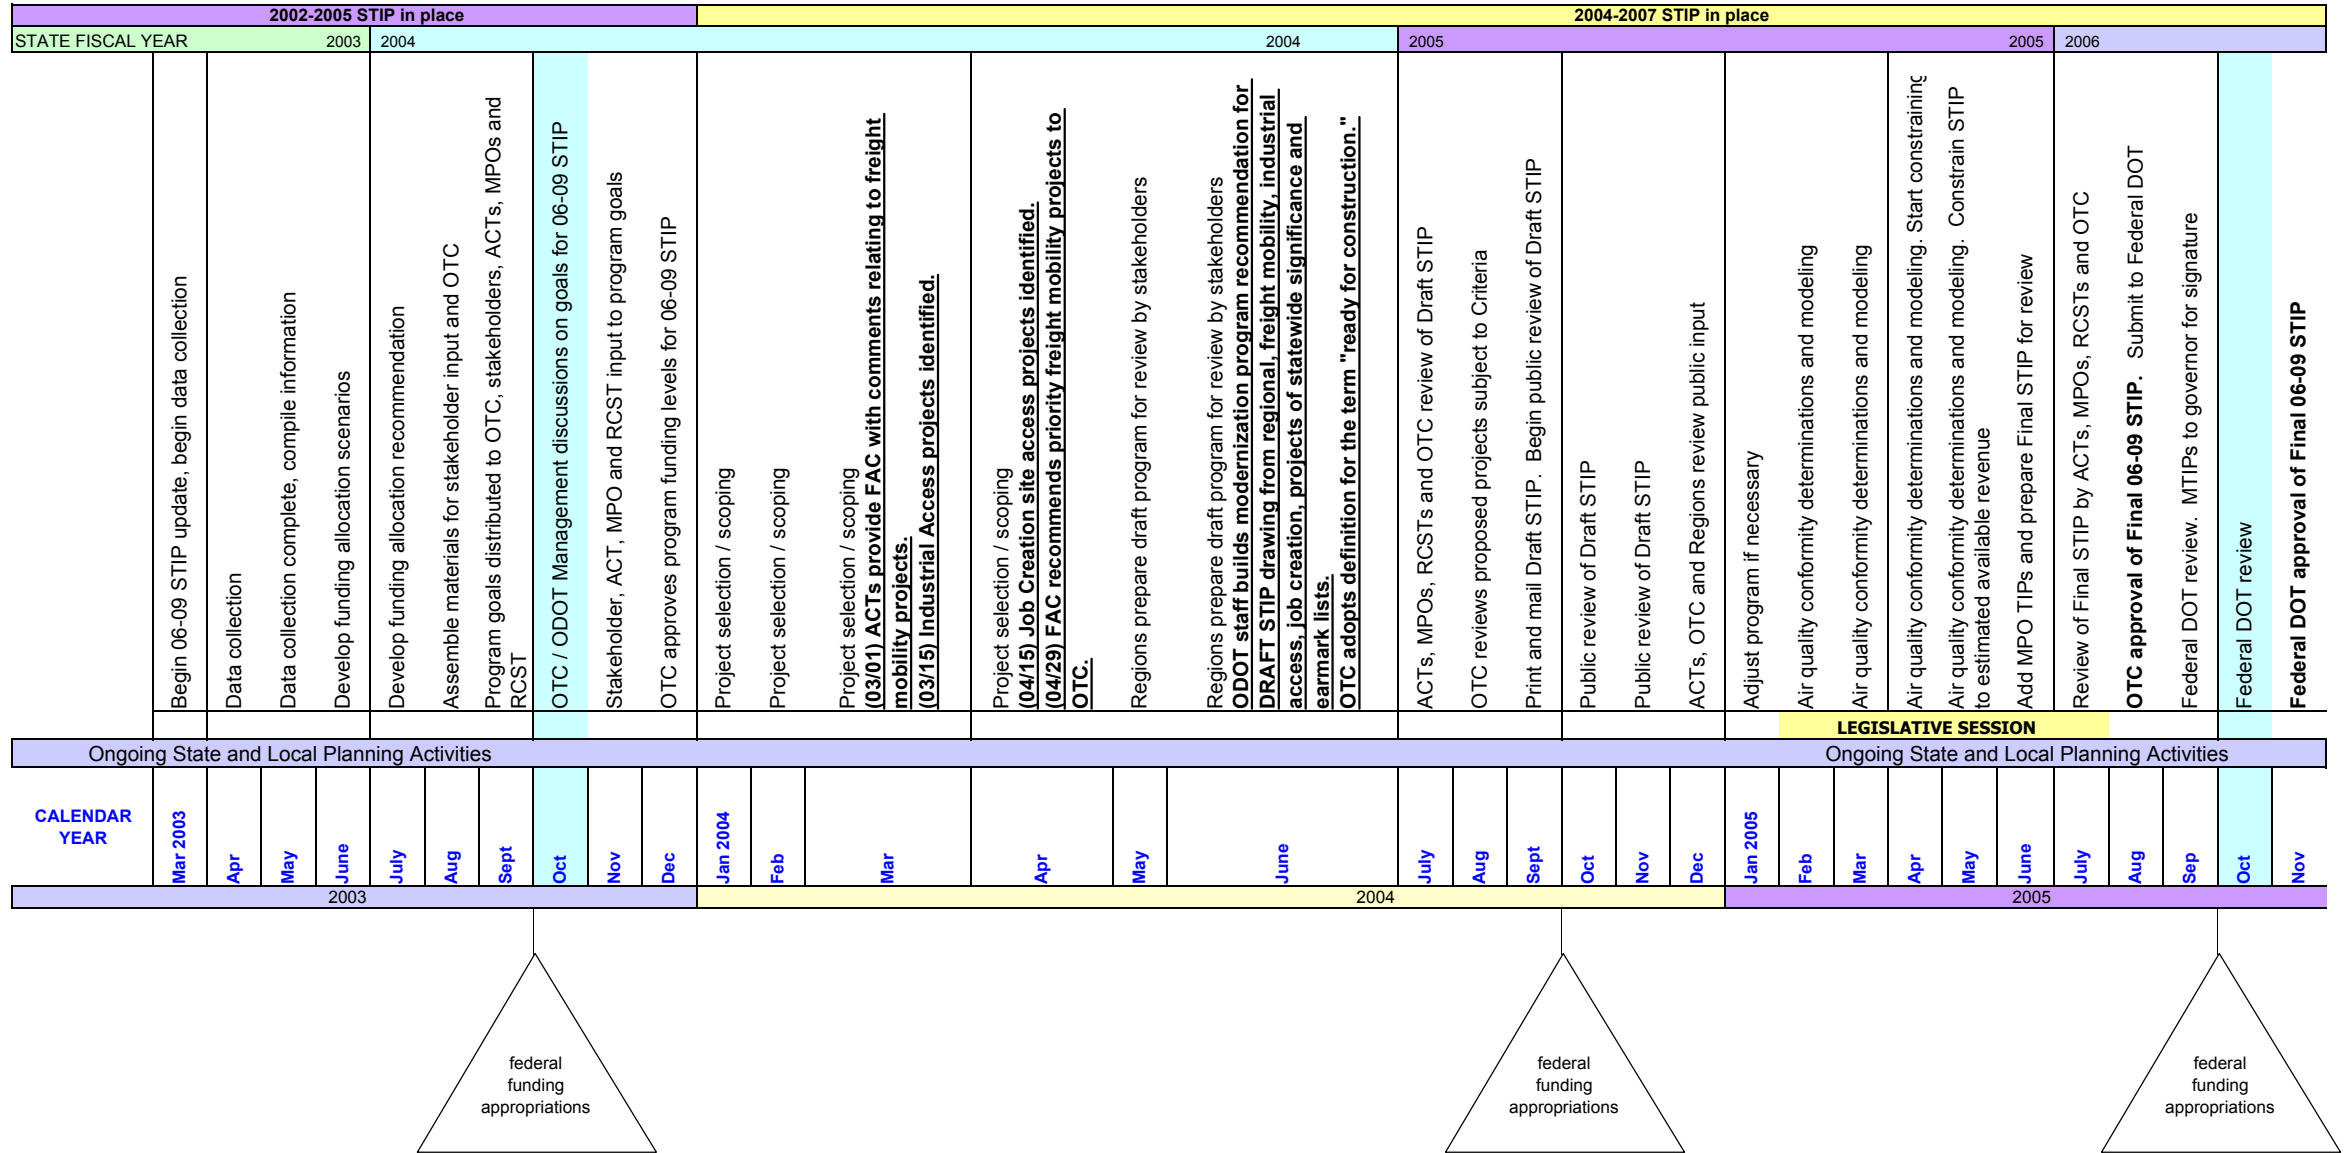 2002-2005 STIP in place
2004-2007 STIP in place
STATE FISCAL YEAR
2003
2004
2004
2005
2005
2006
Begin 06-09 STIP update, begin data collection
Data collection
Data collection complete, compile information
Develop funding allocation scenarios
Develop funding allocation recommendation
Assemble materials for stakeholder input and OTC
Program goals distributed to OTC, stakeholders, ACTs, MPOs and
RCST
OTC / ODOT Management discussions on goals for 06-09 STIP
Stakeholder, ACT, MPO and RCST input to program goals
OTC approves program funding levels for 06-09 STIP
Project selection / scoping
Project selection / scoping
Project selection / scoping
(03/01) ACTs provide FAC with comments relating to freight
mobility projects.
(03/15) Industrial Access projects identified.
Project selection / scoping
(04/15) Job Creation site access projects identified.
(04/29) FAC recommends priority freight mobility projects to
OTC.
Regions prepare draft program for review by stakeholders
Regions prepare draft program for review by stakeholders
ODOT staff builds modernization program recommendation for
DRAFT STIP drawing from regional, freight mobility, industrial
access, job creation, projects of statewide significance and
earmark lists.
OTC adopts definition for the term "ready for construction."
ACTs, MPOs, RCSTs and OTC review of Draft STIP
OTC reviews proposed projects subject to Criteria
Print and mail Draft STIP. Begin public review of Draft STIP
Public review of Draft STIP
Public review of Draft STIP
ACTs, OTC and Regions review public input
Adjust program if necessary
Air quality conformity determinations and modeling
Air quality conformity determinations and modeling
Air quality conformity determinations and modeling. Start constraining
Air quality conformity determinations and modeling. Constrain STIP
to estimated available revenue
Add MPO TIPs and prepare Final STIP for review
Review of Final STIP by ACTs, MPOs, RCSTs and OTC
OTC approval of Final 06-09 STIP. Submit to Federal DOT
Federal DOT review. MTIPs to governor for signature
Federal DOT review
Federal DOT approval of Final 06-09 STIP
LEGISLATIVE SESSION
Ongoing State and Local Planning Activities
Ongoing State and Local Planning Activities
CALENDAR
YEAR
Mar 2003
Apr
May
June
July
Aug
Sept
Oct
Nov
Dec
Jan 2004
Feb
Mar
Apr
May
June
July
Aug
Sept
Oct
Nov
Dec
Jan 2005
Feb
Mar
Apr
May
June
July
Aug
Sep
Oct
Nov
2003
2004
2005
federal
funding
appropriations
federal
funding
appropriations
federal
funding
appropriations